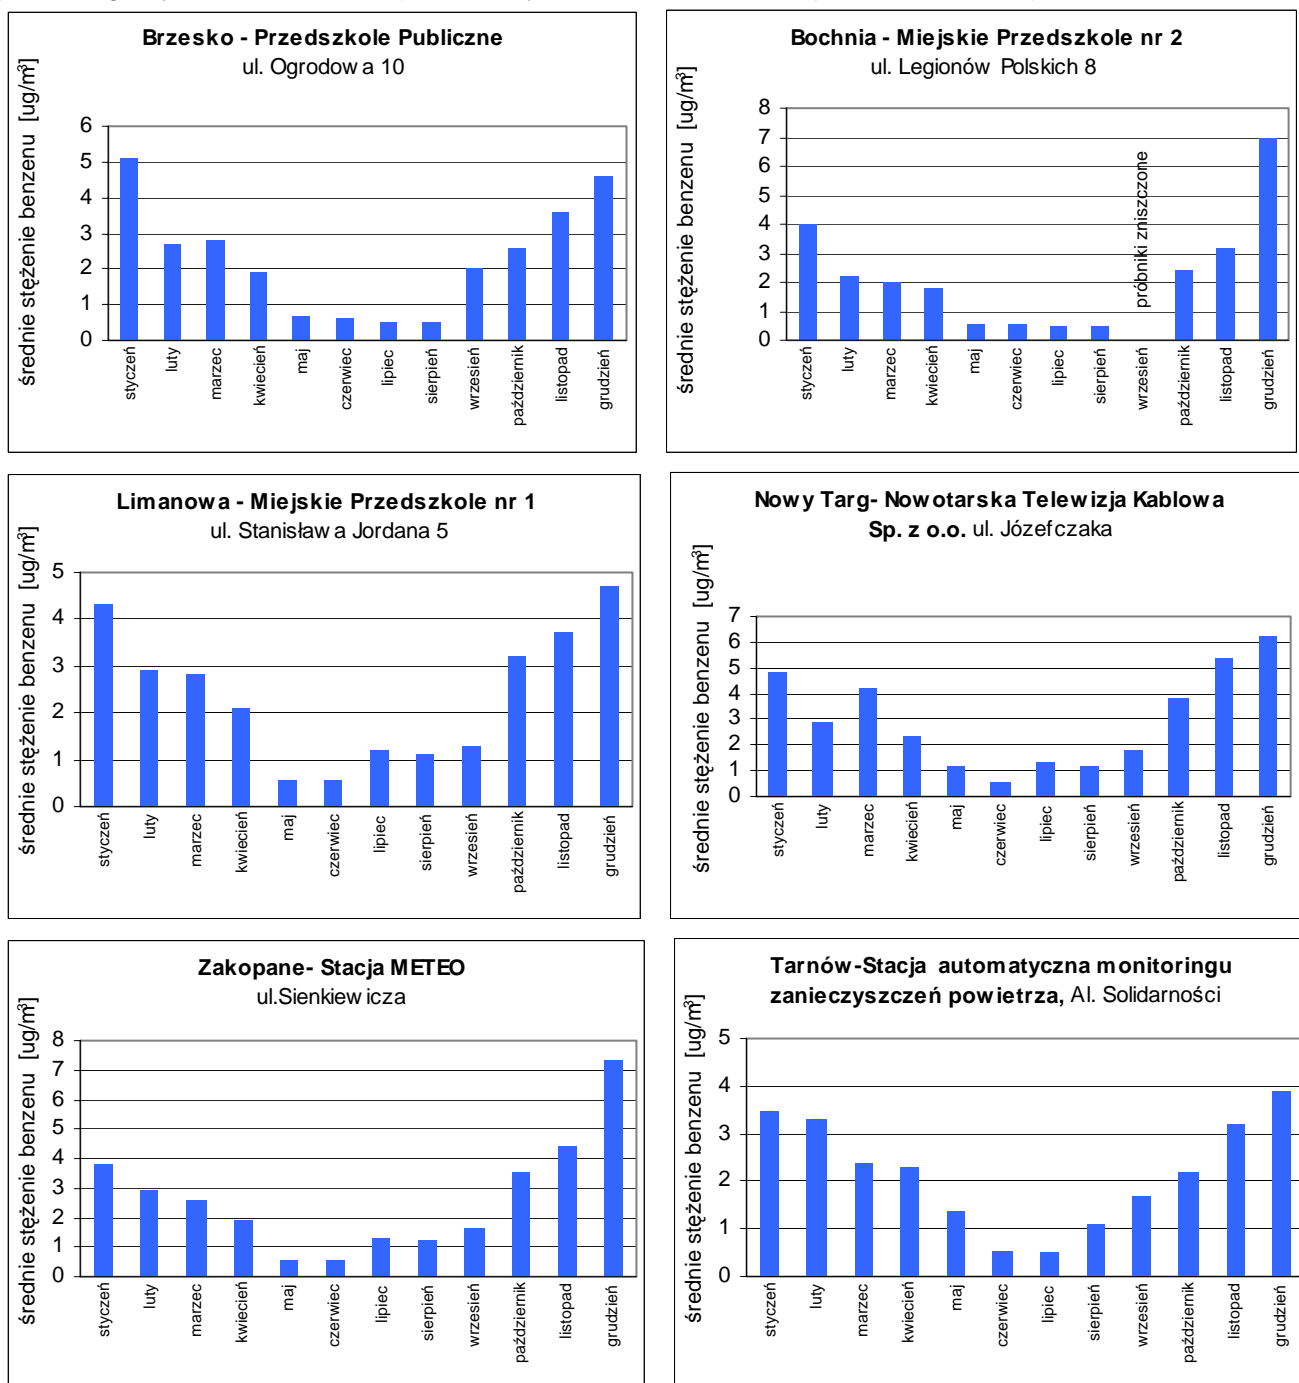 Brzesko - Przedszkole Publiczne
ul. Ogrodowa 10
średnie stężenie benzenu [ug/m³]
6
5
4
3
2
1
0
styczeń
luty
marzec
kwiecień
maj
czerwiec
lipiec
sierpień
wrzesień
październik
listopad
grudzień
Bochnia - Miejskie Przedszkole nr 2
ul. Legionów Polskich 8
średnie stężenie benzenu [ug/m³]
8
7
6
5
4
3
2
1
0
próbniki zniszczone
styczeń
luty
marzec
kwiecień
maj
czerwiec
lipiec
sierpień
wrzesień
październik
listopad
grudzień
Limanowa - Miejskie Przedszkole nr 1
ul. Stanisława Jordana 5
średnie stężenie benzenu [ug/m³]
5
4
3
2
1
0
styczeń
luty
marzec
kwiecień
maj
czerwiec
lipiec
sierpień
wrzesień
październik
listopad
grudzień
Nowy Targ- Nowotarska Telewizja Kablowa
Sp. z o.o. ul. Józefczaka
średnie stężenie benzenu [ug/m³]
7
6
5
4
3
2
1
0
styczeń
luty
marzec
kwiecień
maj
czerwiec
lipiec
sierpień
wrzesień
październik
listopad
grudzień
Zakopane- Stacja METEO
ul.Sienkiewicza
średnie stężenie benzenu [ug/m³]
8
7
6
5
4
3
2
1
0
styczeń
luty
marzec
kwiecień
maj
czerwiec
lipiec
sierpień
wrzesień
październik
listopad
grudzień
Tarnów-Stacja automatyczna monitoringu
zanieczyszczeń powietrza, Al. Solidarności
średnie stężenie benzenu [ug/m³]
5
4
3
2
1
0
styczeń
luty
marzec
kwiecień
maj
czerwiec
lipiec
sierpień
wrzesień
październik
listopad
grudzień